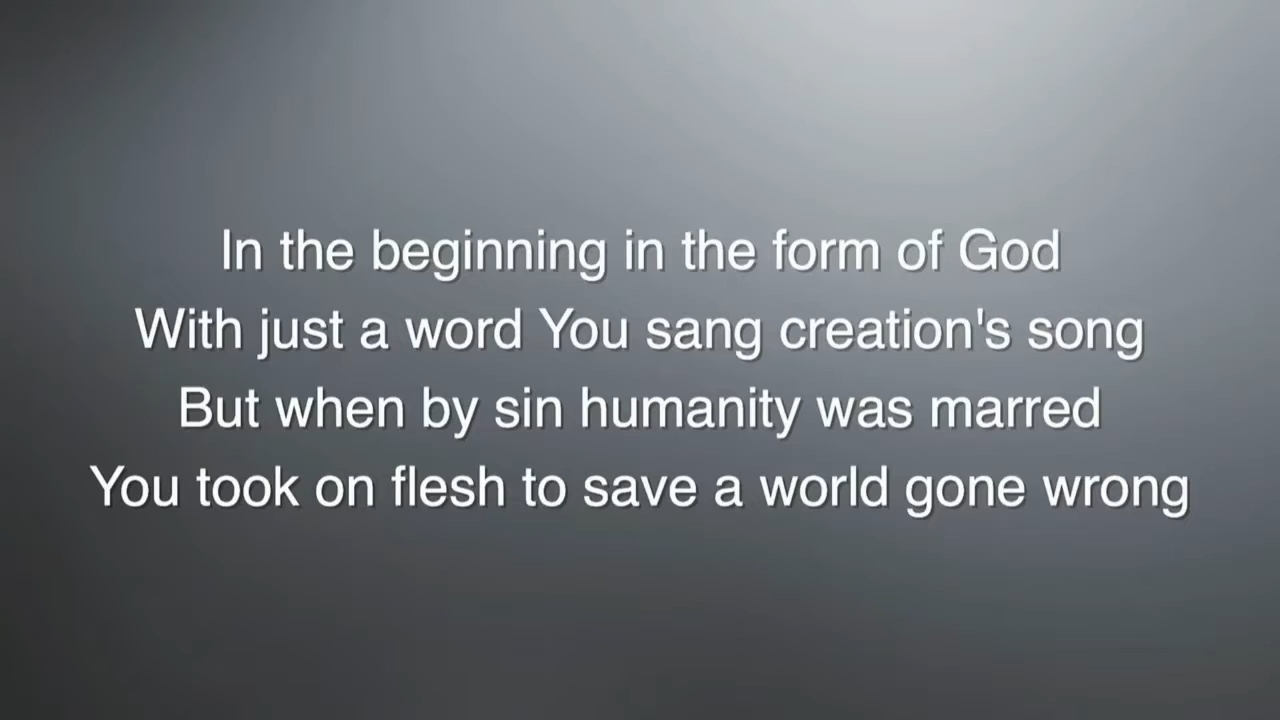 In the beginning in the form of God
With just a word You sang creation's song
But when by sin humanity was marred
You took on flesh to save a world gone wrong